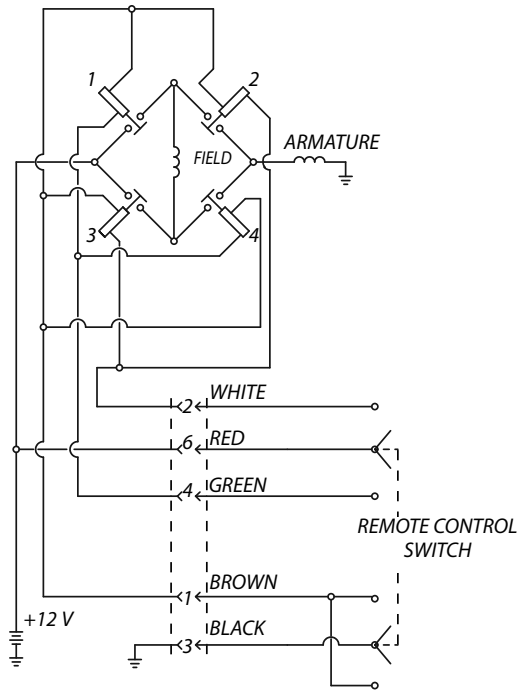 1
2
ARMATURE
FIELD
3
4
2 WHITE
6 RED
4 GREEN
REMOTE CONTROL
SWITCH
1 BROWN
+12 V
3 BLACK